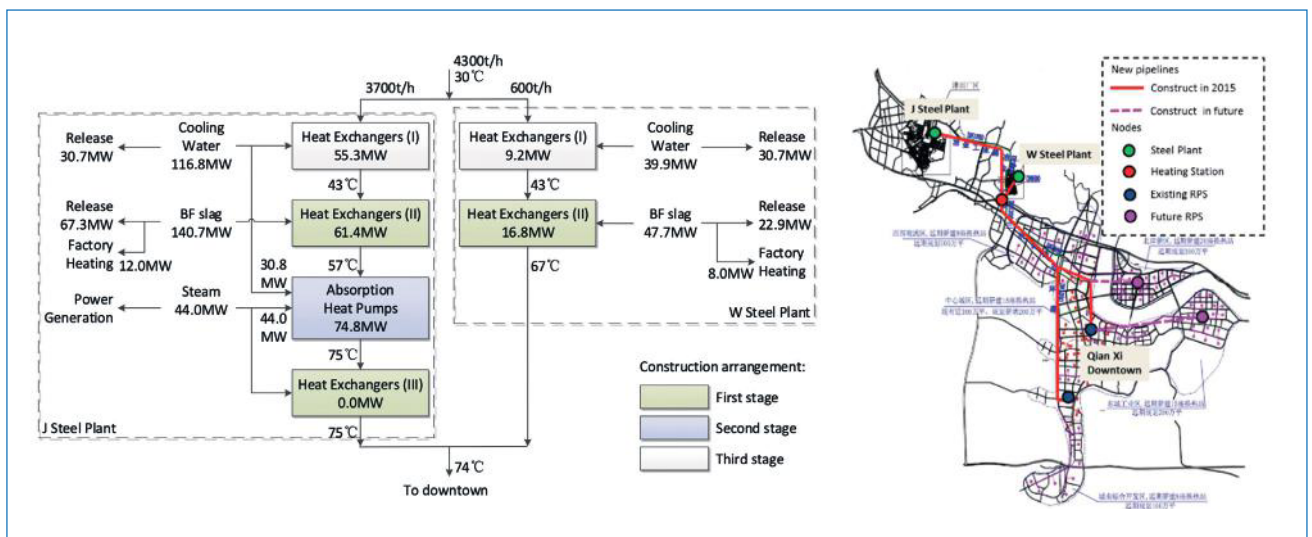 4300t/h
30℃
3700t/h
600t/h
Release
30.7MW
Cooling
Water
116.8MW
Heat Exchangers (I)
55.3MW
43℃
Release
67.3MW
BF slag
140.7MW
Factory
Heating
12.0MW
Heat Exchangers (II)
61.4MW
57℃
30.8
MW
Power
Generation
Steam
44.0MW
44.0
MW
Absorption
Heat Pumps
74.8MW
75℃
Heat Exchangers (III)
0.0MW
J Steel Plant
75℃
74℃
To downtown
Heat Exchangers (I)
9.2MW
Cooling
Water
39.9MW
Release
30.7MW
43℃
Heat Exchangers (II)
16.8MW
BF slag
47.7MW
Release
22.9MW
8.0MW
Factory
Heating
67℃
W Steel Plant
Construction arrangement:
First stage
Second stage
Third stage
New pipelines
Construct in 2015
Construct in future
Nodes
Steel Plant
Heating Station
Existing RPS
Future RPS
J Steel Plant
W Steel Plant
Qian Xi
Downtown